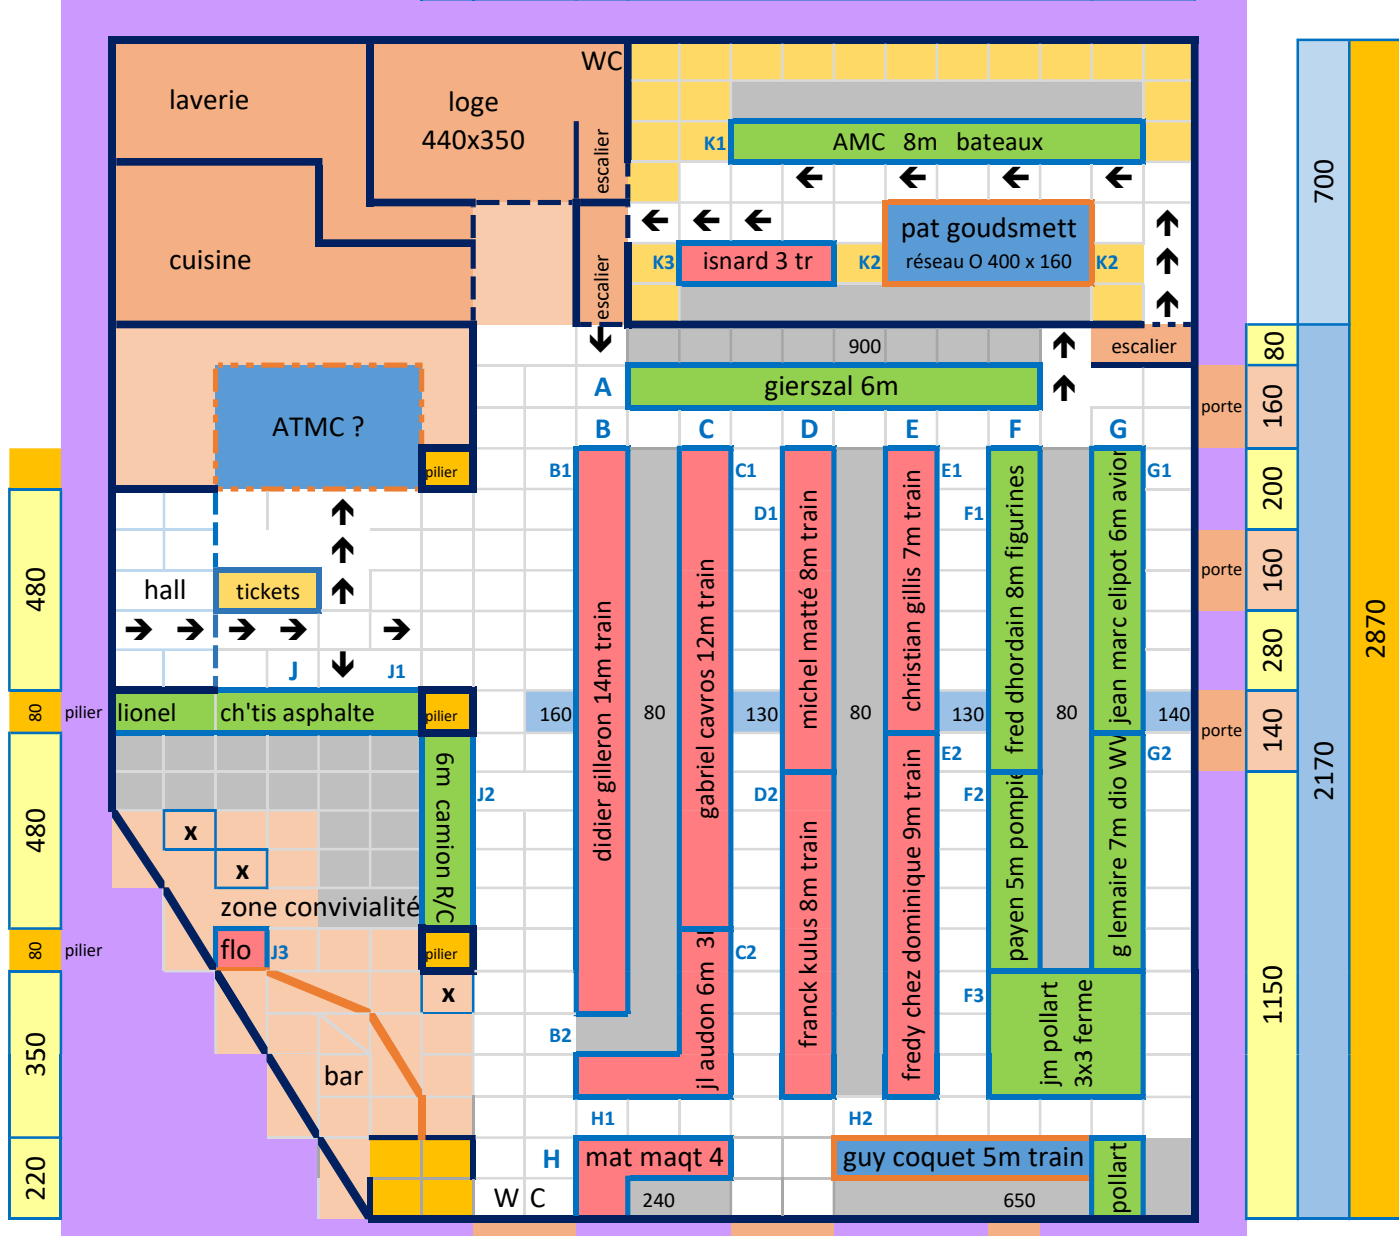 WC
laverie
loge
440x350
escalier
K1
AMC 8m bateaux
700
cuisine
escalier
K3
isnard 3 tr
K2
pat goudsmett
réseau O 400 x 160
K2
900
escalier
80
A
gierszal 6m
porte
160
ATMC ?
B
C
D
E
F
G
pilier
B1
C1
E1
G1
200
D1
F1
480
hall
tickets
porte
160
didier gilleron 14m train
gabriel cavros 12m train
michel matté 8m train
christian gillis 7m train
fred dhordain 8m figurines
jean marc elipot 6m avion
280
2870
J
J1
80
pilier
lionel
ch'tis asphalte
pilier
160
80
130
80
130
80
140
porte
140
6m camion R/C
E2
G2
2170
J2
D2
F2
480
x
x
franck kulus 8m train
fredy chez dominique 9m train
payen 5m pompie
g lemaire 7m dio WW
zone convivialité
80
pilier
flo
J3
pilier
C2
jl audon 6m 3
x
F3
1150
B2
jm pollart
3x3 ferme
350
bar
H1
H2
220
H
mat maqt 4
guy coquet 5m train
pollart
W C
240
650